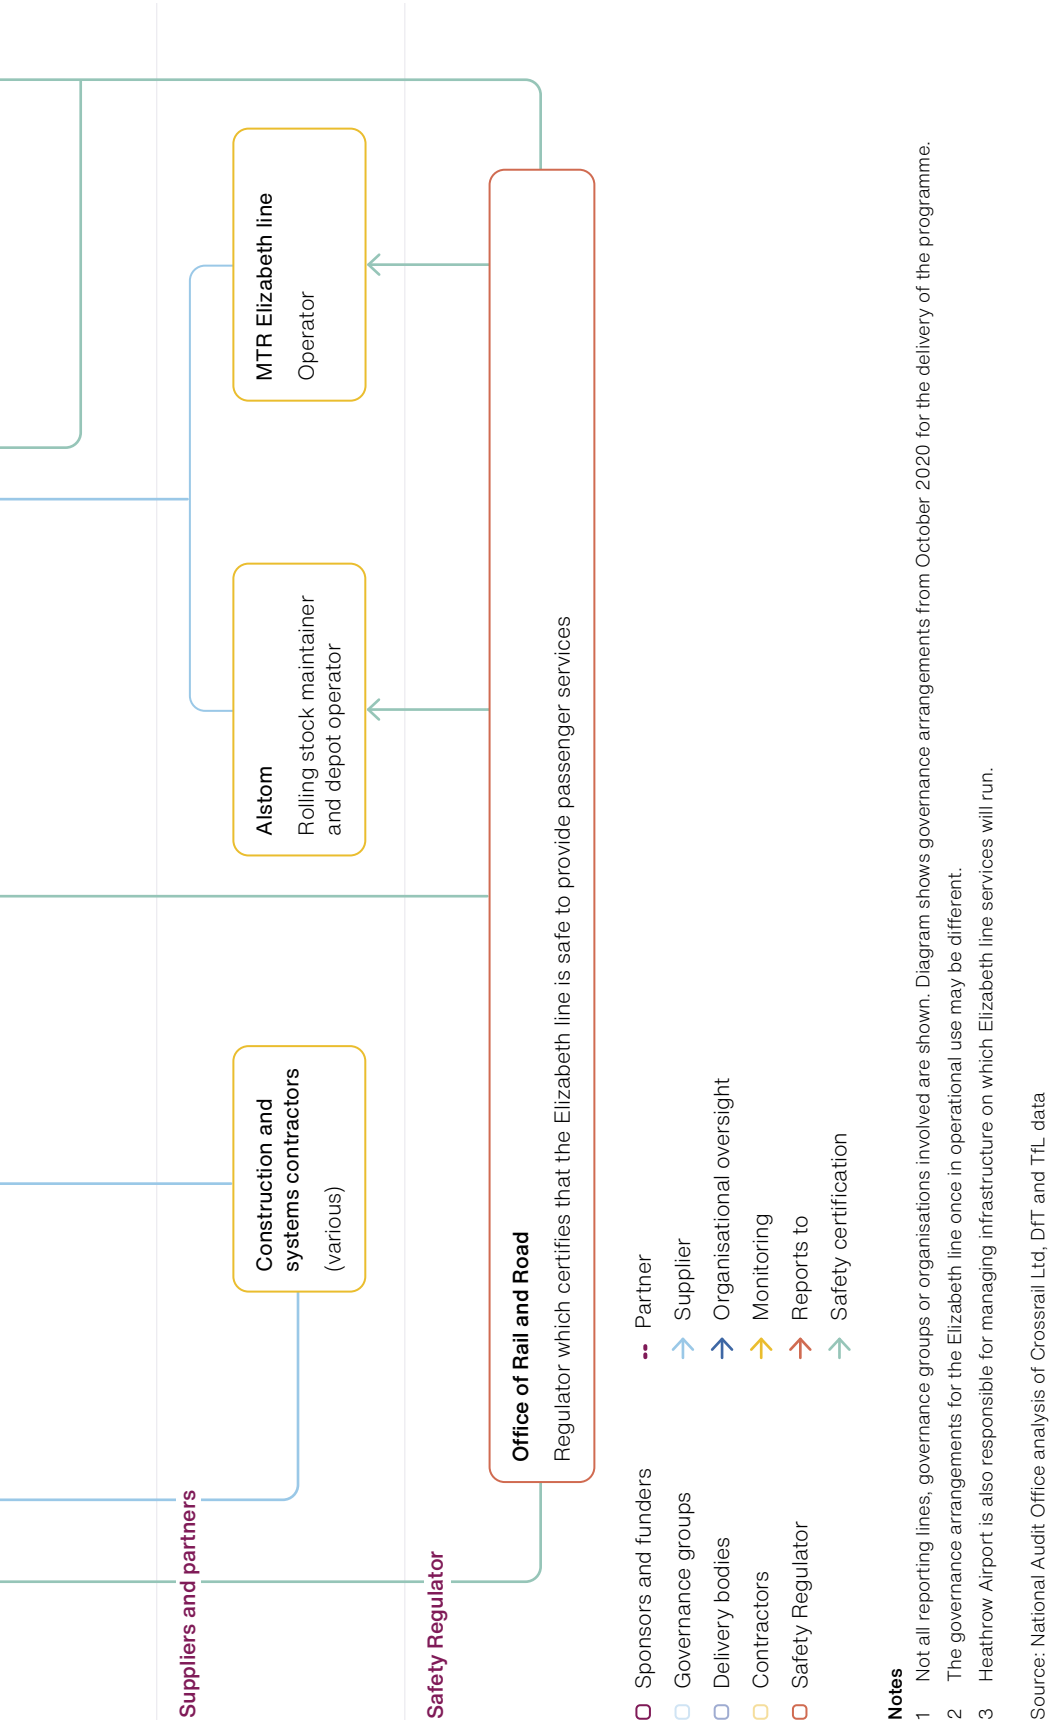 Suppliers and partners
Construction and
systems contractors
(various)
Alstom
Rolling stock maintainer
and depot operator
MTR Elizabeth line
Operator
Safety Regulator
Office of Rail and Road
Regulator which certifies that the Elizabeth line is safe to provide passenger services
Sponsors and funders
Governance groups
Delivery bodies
Contractors
Safety Regulator
Partner
Supplier
Organisational oversight
Monitoring
Reports to
Safety certification
Notes
1 Not all reporting lines, governance groups or organisations involved are shown. Diagram shows governance arrangements from October 2020 for the delivery of the programme.
2 The governance arrangements for the Elizabeth line once in operational use may be different.
3 Heathrow Airport is also responsible for managing infrastructure on which Elizabeth line services will run.
Source: National Audit Office analysis of Crossrail Ltd, DfT and TfL data